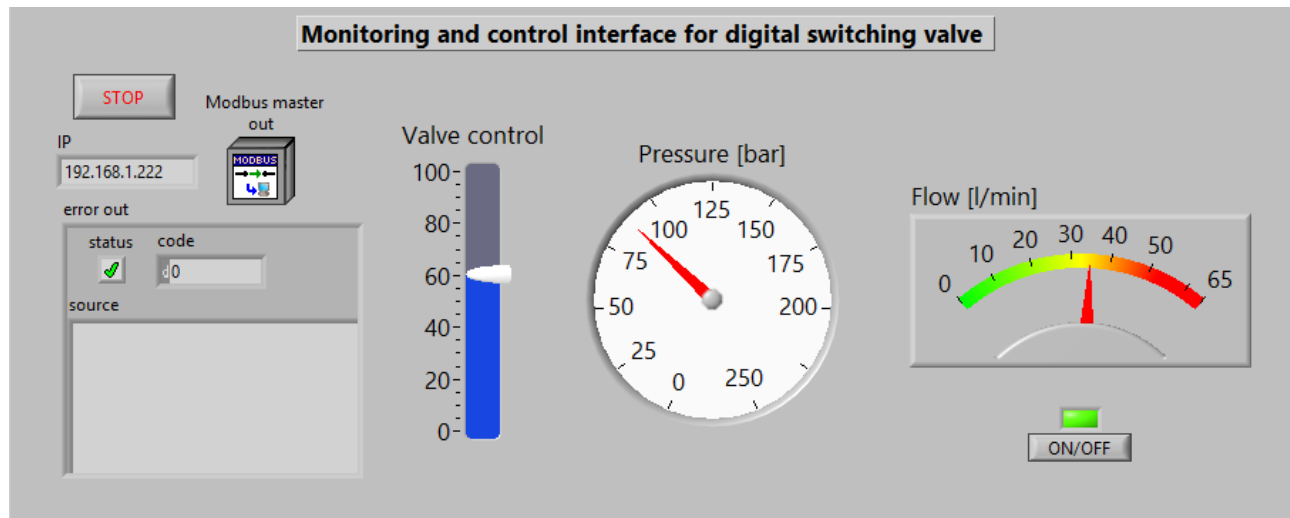 Monitoring and control interface for digital switching valve
STOP
Modbus master
out
MODBUS
IP
192.168.1.222
error out
status
code
d0
source
Valve control
100
80
60
40
20
0
Pressure [bar]
0
25
50
75
100
125
150
175
200
250
Flow [l/min]
0
10
20
30
40
50
65
ON/OFF